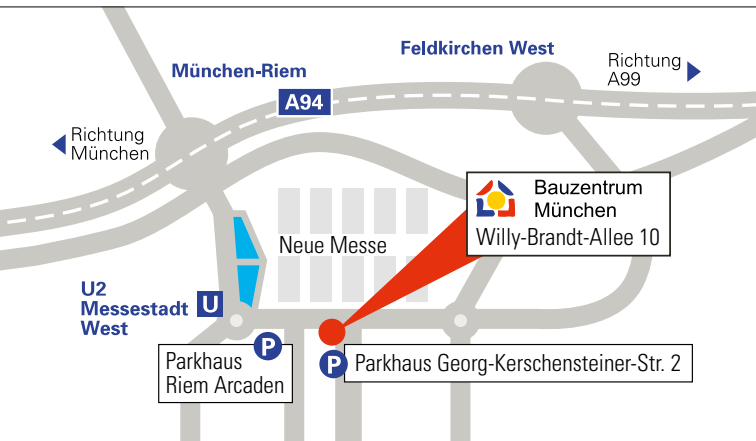 Feldkirchen West
Richtung
A99
München-Riem
A94
Richtung
München
Bauzentrum
München
Willy-Brandt-Allee 10
Neue Messe
U2
Messestadt
West
U
P
Parkhaus
Riem Arcaden
P
Parkhaus Georg-Kerschensteiner-Str. 2